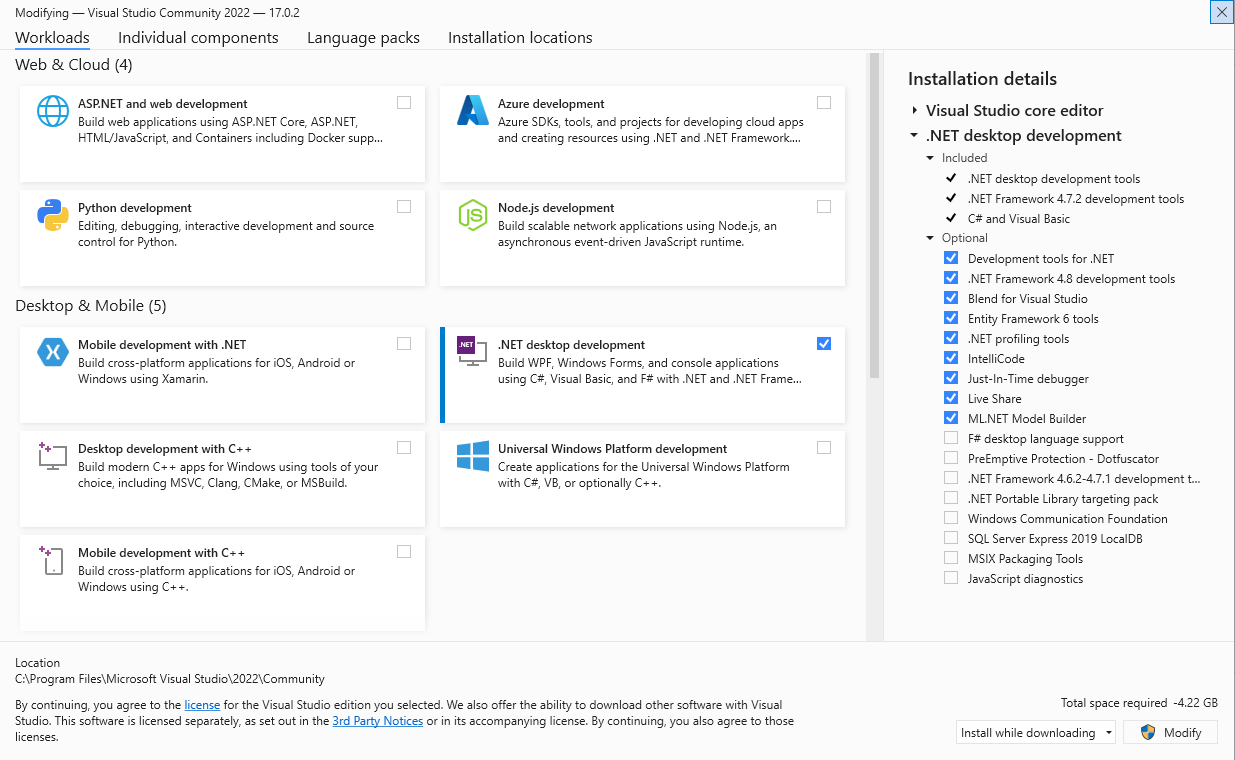 Modifying — Visual Studio Community 2022 — 17.0.2
Workloads Individual components Language packs Installation locations
Web & Cloud (4)
ASP.NET and web development
Build web applications using ASP.NET Core, ASP.NET,
HTML/JavaScript, and Containers including Docker supp...
Azure development
Azure SDKs, tools, and projects for developing cloud apps
and creating resources using .NET and .NET Framework....
Python development
Editing, debugging, interactive development and source
control for Python.
JS
Node.js development
Build scalable network applications using Node.js, an
asynchronous event-driven JavaScript runtime.
Desktop & Mobile (5)
Mobile development with .NET
Build cross-platform applications for iOS, Android or
Windows using Xamarin.
.NET
.NET desktop development
Build WPF, Windows Forms, and console applications
using C#, Visual Basic, and F# with .NET and .NET Frame...
Desktop development with C++
Build modern C++ apps for Windows using tools of your
choice, including MSVC, Clang, CMake, or MSBuild.
Universal Windows Platform development
Create applications for the Universal Windows Platform
with C#, VB, or optionally C++.
Mobile development with C++
Build cross-platform applications for iOS, Android or
Windows using C++.
Installation details
Visual Studio core editor
.NET desktop development
Included
.NET desktop development tools
.NET Framework 4.7.2 development tools
C# and Visual Basic
Optional
Development tools for .NET
.NET Framework 4.8 development tools
Blend for Visual Studio
Entity Framework 6 tools
.NET profiling tools
IntelliCode
Just-In-Time debugger
Live Share
ML.NET Model Builder
F# desktop language support
PreEmptive Protection - Dotfuscator
.NET Framework 4.6.2-4.7.1 development t...
.NET Portable Library targeting pack
Windows Communication Foundation
SQL Server Express 2019 LocalDB
MSIX Packaging Tools
JavaScript diagnostics
Location
C:\Program Files\Microsoft Visual Studio\2022\Community
By continuing, you agree to the license for the Visual Studio edition you selected. We also offer the ability to download other software with Visual
Studio. This software is licensed separately, as set out in the 3rd Party Notices or in its accompanying license. By continuing, you also agree to those
licenses.
Total space required -4.22 GB
Install while downloading
Modify